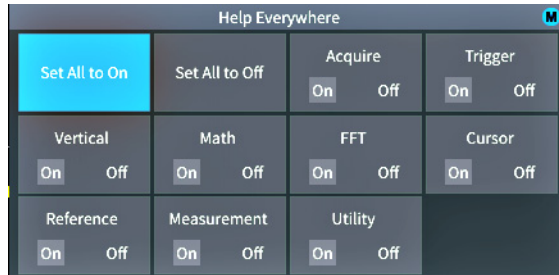 Help Everywhere
M
Set All to On
Set All to Off
Acquire
On Off
Trigger
On Off
Vertical
On Off
Math
On Off
FFT
On Off
Cursor
On Off
Reference
On Off
Measurement
On Off
Utility
On Off